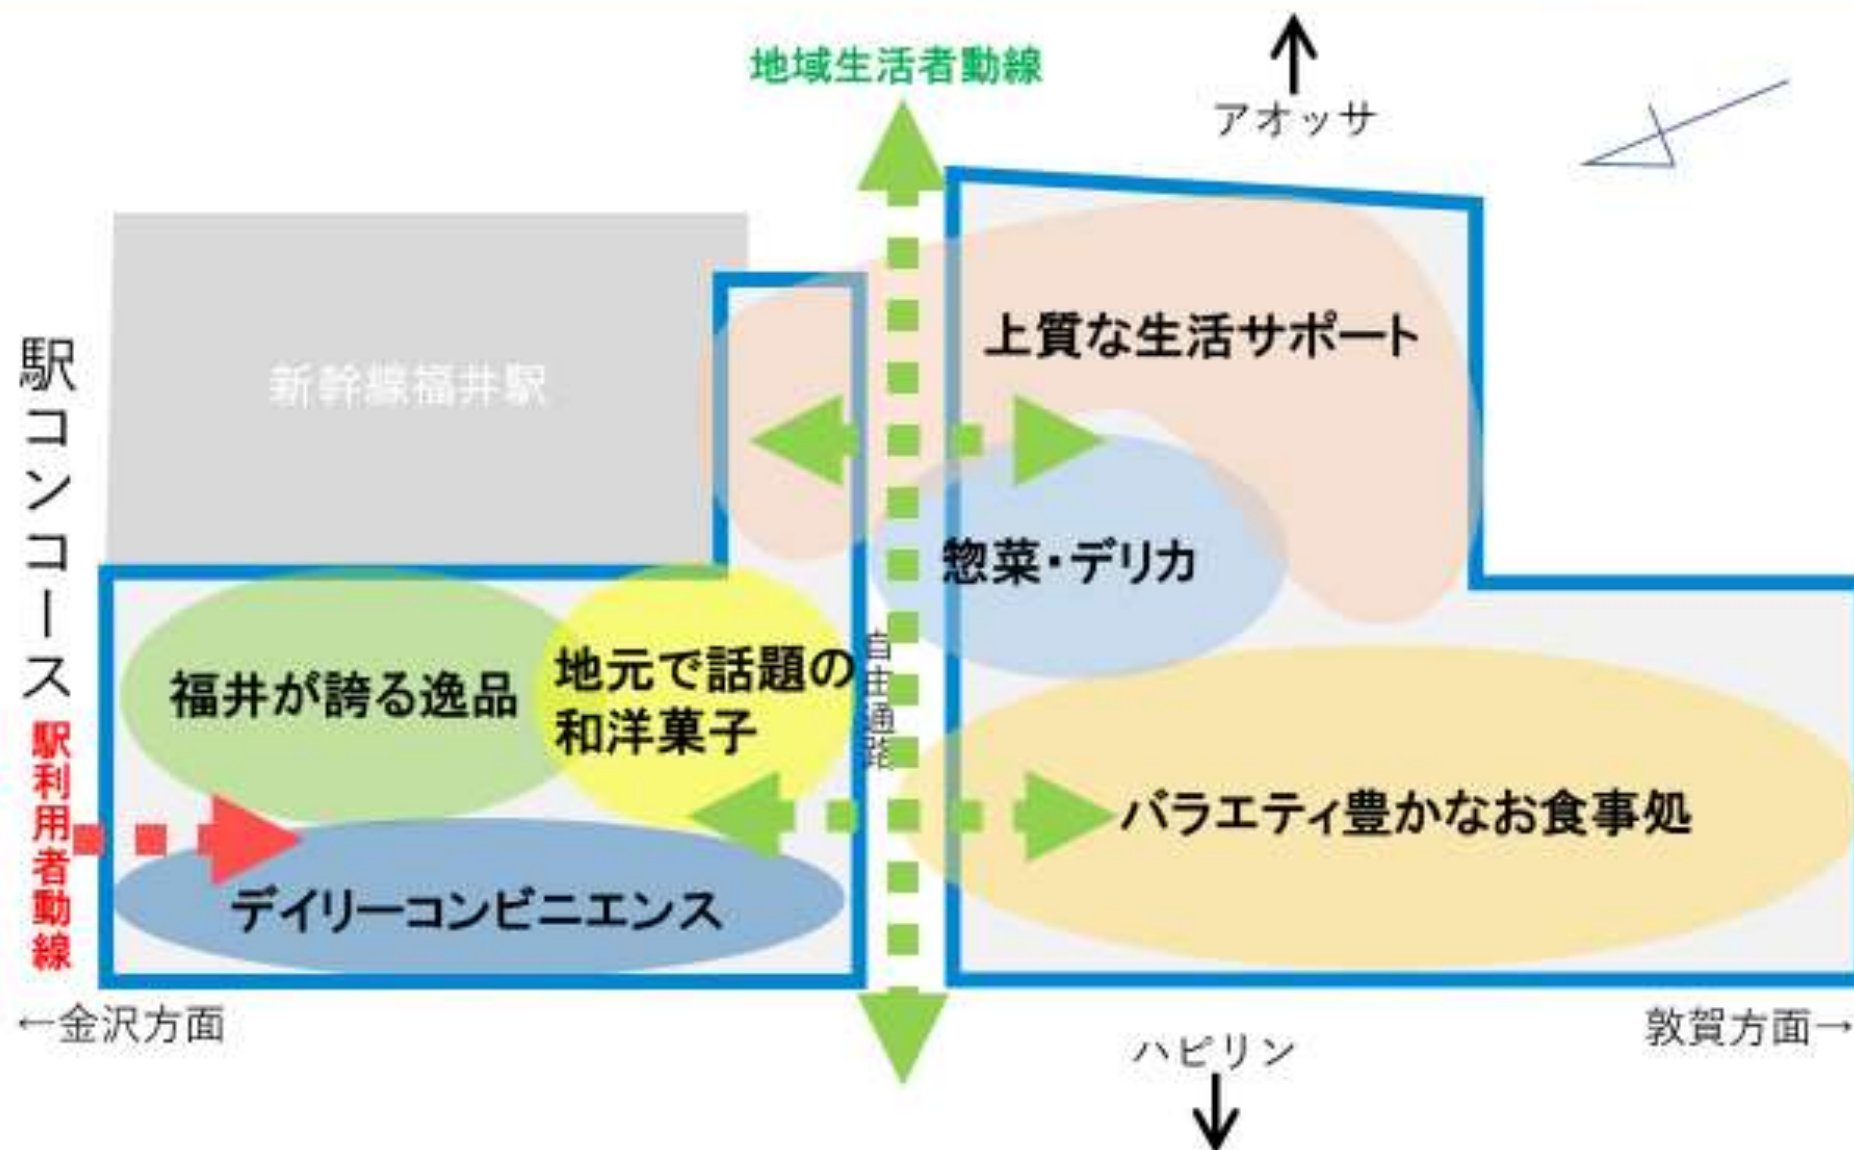 地域生活者動線
アオッサ
上質な生活サポート
新幹線福井駅
駅コンコース
惣菜・デリカ
福井が誇る逸品
地元で話題の
和洋菓子
自由通路
駅利用者動線
バラエティ豊かなお食事処
デイリーコンビニエンス
←金沢方面
敦賀方面→
ハピリン